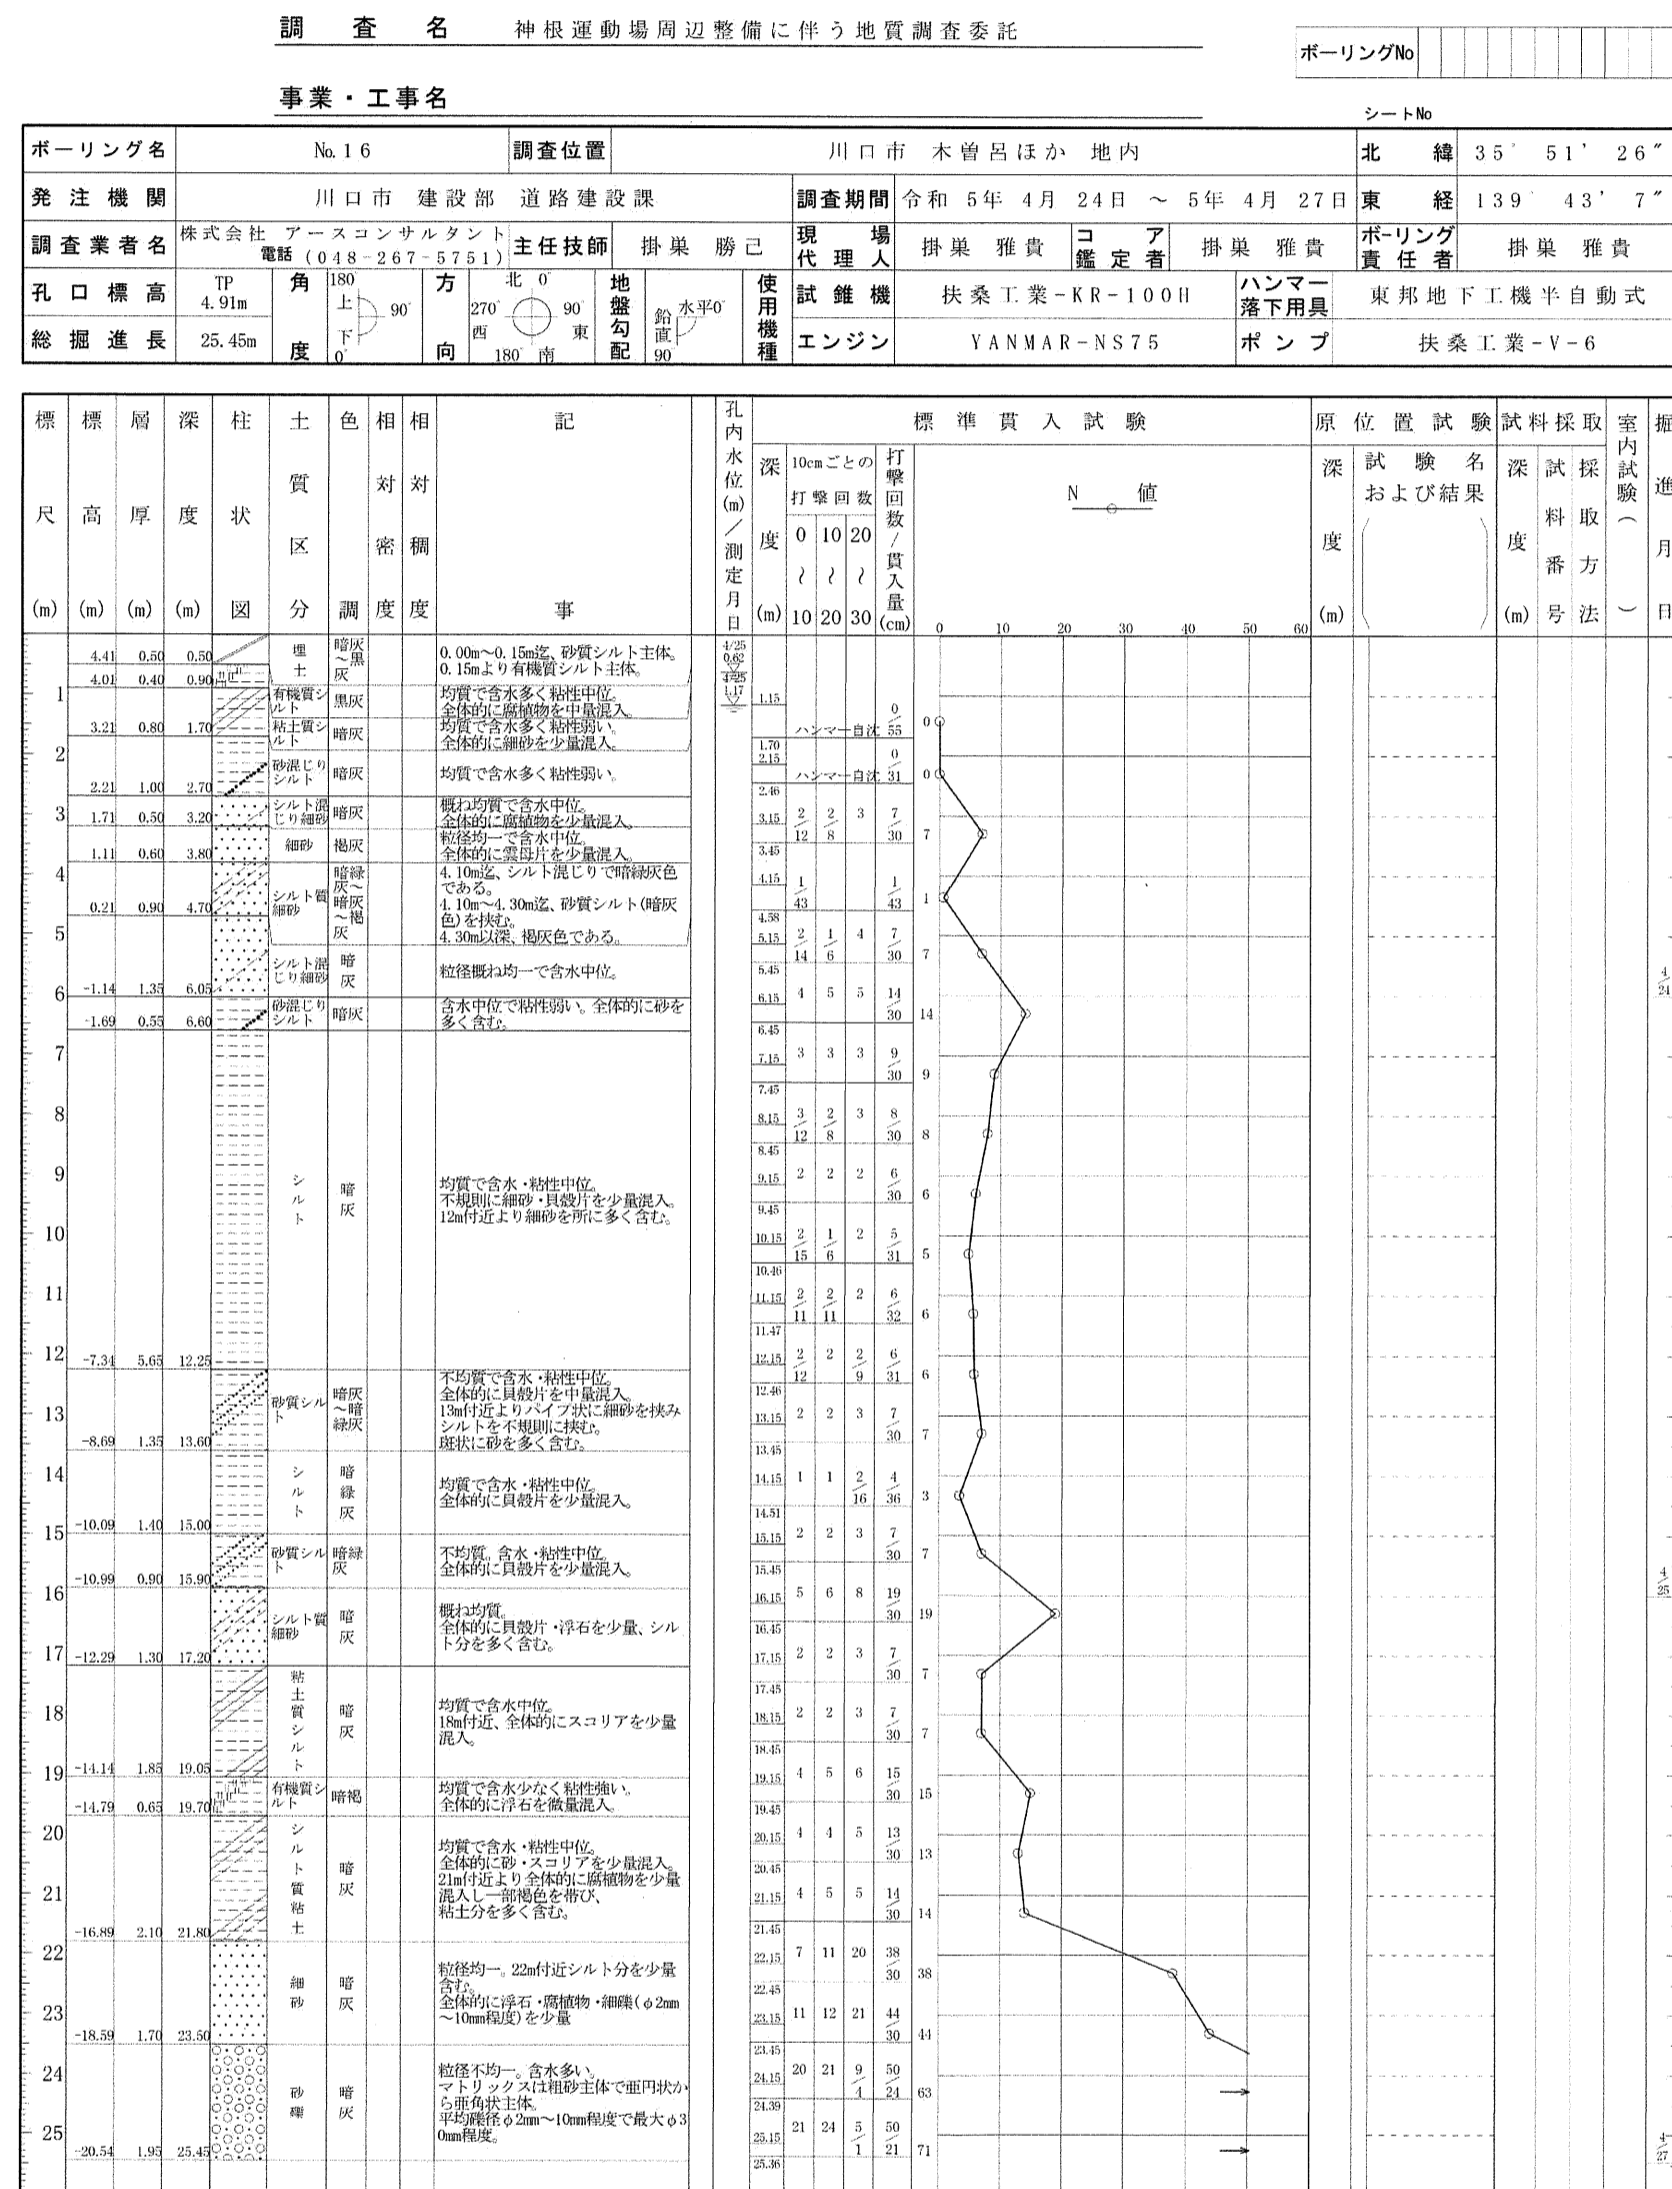 調査名 神根運動場周辺整備に伴う地質調査委託
ボーリングNo
事業・工事名
シートNo
ボーリング名 No.16 調査位置 川口市 木曽呂ほか 地内 北緯 35° 51' 26"
発注機関 川口市 建設部 道路建設課 調査期間 令和 5年 4月 24日 ~ 5年 4月 27日 東経 139° 43' 7"
調査業者名 株式会社 アースコンサルタント 電話(048-267-5751) 主任技師 掛巣 勝己 現場代理人 掛巣 雅貴 コア鑑定者 掛巣 雅貴 ボーリング責任者 掛巣 雅貴
孔口標高 TP 4.91m 角度 180° 上 90° 下 0° 方向 北 0° 270° 90° 西 東 180° 南 地盤勾配 水平0° 鉛直 90° 使用機種 試錐機 扶桑工業-KR-100H ハンマー落下用具 東邦地下工機半自動式
総掘進長 25.45m エンジン YANMAR-NS75 ポンプ 扶桑工業-V-6
標尺(m) 標高(m) 層厚(m) 深度(m) 柱状図 土質区分 色調 相対密度 相対稠度 記事 孔内水位(m)/測定月日 標準貫入試験 原位置試験 試料採取 室内試験( ) 掘進月日
深度(m) 10cmごとの打撃回数 0~10 10~20 20~30 打撃回数/貫入量(cm) N値 0 10 20 30 40 50 60
深度(m) 試験名および結果 深度(m) 試料番号 採取方法
4.41 0.50 0.50 埋土 暗灰~黒灰 0.00m~0.15m迄、砂質シルト主体。
0.15mより有機質シルト主体。
4/25 0.62
4/25 1.17
4.01 0.40 0.90 有機質シルト 黒灰 均質で含水多く粘性中位。
全体的に腐植物を中量混入。
3.21 0.80 1.70 粘土質シルト 暗灰 均質で含水多く粘性弱い。
全体的に細砂を少量混入。
2.21 1.00 2.70 砂混じりシルト 暗灰 均質で含水多く粘性弱い。
1.71 0.50 3.20 シルト混じり細砂 暗灰 概ね均質で含水中位。
全体的に腐植物を少量混入。
1.11 0.60 3.80 細砂 褐灰 粒径均一で含水中位。
全体的に雲母片を少量混入。
0.21 0.90 4.70 シルト質細砂 暗緑灰~暗灰~褐灰 4.10m迄、シルト混じりで暗緑灰色
である。
4.10m~4.30m迄、砂質シルト(暗灰
色)を挟む。
4.30m以深、褐灰色である。
-1.14 1.35 6.05 シルト混じり細砂 暗灰 粒径概ね均一で含水中位。
-1.69 0.55 6.60 砂混じりシルト 暗灰 含水中位で粘性弱い。全体的に砂を
多く含む。
-7.34 5.65 12.25 シルト 暗灰 均質で含水・粘性中位。
不規則に細砂・貝殻片を少量混入。
12m付近より細砂を所に多く含む。
-8.69 1.35 13.60 砂質シルト 暗灰~暗緑灰 不均質で含水・粘性中位。
全体的に貝殻片を中量混入。
13m付近よりパイプ状に細砂を挟み
シルトを不規則に挟む。
斑状に砂を多く含む。
-10.09 1.40 15.00 シルト 暗緑灰 均質で含水・粘性中位。
全体的に貝殻片を少量混入。
-10.99 0.90 15.90 砂質シルト 暗緑灰 不均質。含水・粘性中位。
全体的に貝殻片を少量混入。
-12.29 1.30 17.20 シルト質細砂 暗灰 概ね均質。
全体的に貝殻片・浮石を少量、シル
ト分を多く含む。
-14.14 1.85 19.05 粘土質シルト 暗灰 均質で含水中位。
18m付近、全体的にスコリアを少量
混入。
-14.79 0.65 19.70 有機質シルト 暗褐 均質で含水少なく粘性強い。
全体的に浮石を微量混入。
-16.89 2.10 21.80 シルト質粘土 暗灰 均質で含水・粘性中位。
全体的に砂・スコリアを少量混入。
21m付近より全体的に腐植物を少量
混入し一部褐色を帯び、
粘土分を多く含む。
-18.59 1.70 23.50 細砂 暗灰 粒径均一。22m付近シルト分を少量
含む。
全体的に浮石・腐植物・細礫(φ2mm
~10mm程度)を少量
-20.54 1.95 25.45 砂礫 暗灰 粒径不均一。含水多い。
マトリックスは粗砂主体で亜円状か
ら亜角状主体。
平均礫径φ2mm~10mm程度で最大φ3
0mm程度。
1 2 3 4 5 6 7 8 9 10 11 12 13 14 15 16 17 18 19 20 21 22 23 24 25
1.15 1.70 ハンマー自沈 0/55 0
2.15 2.46 ハンマー自沈 0/31 0
3.15 3.45 2/12 2/8 3 7/30 7
4.15 4.58 1/43 1/43 1
5.15 5.45 2/14 1/6 4 7/30 7
6.15 6.45 4 5 5 14/30 14
7.15 7.45 3 3 3 9/30 9
8.15 8.45 3/12 2/8 3 8/30 8
9.15 9.45 2 2 2 6/30 6
10.15 10.46 2/15 1/6 2 5/31 5
11.15 11.47 2/11 2/11 2 6/32 6
12.15 12.46 2/12 2 2/9 6/31 6
13.15 13.45 2 2 3 7/30 7
14.15 14.51 1 1 2/16 4/36 3
15.15 15.45 2 2 3 7/30 7
16.15 16.45 5 6 8 19/30 19
17.15 17.45 2 2 3 7/30 7
18.15 18.45 2 2 3 7/30 7
19.15 19.45 4 5 6 15/30 15
20.15 20.45 4 4 5 13/30 13
21.15 21.45 4 5 5 14/30 14
22.15 22.45 7 11 20 38/30 38
23.15 23.45 11 12 21 44/30 44
24.15 24.39 20 21 9/4 50/24 63
25.15 25.36 21 24 5/1 50/21 71
4/24
4/25
4/27